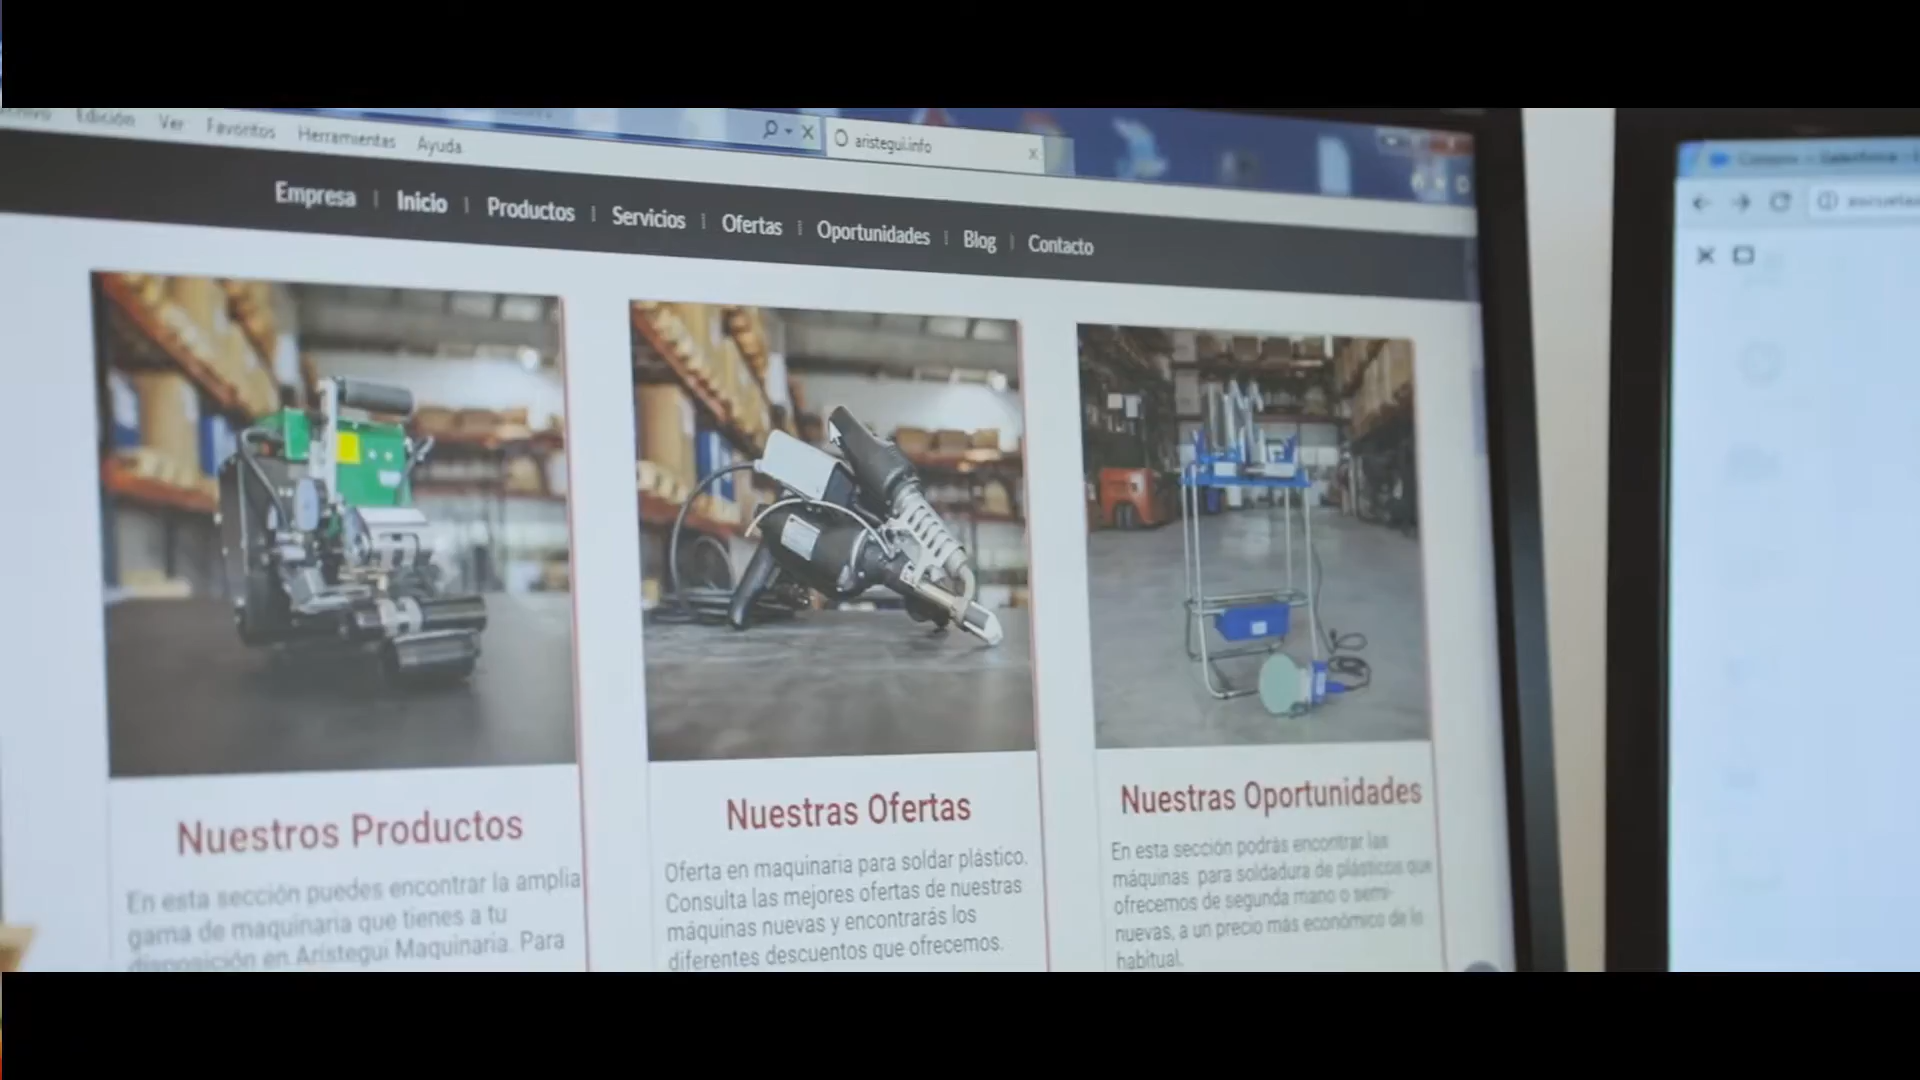 Edición Ver Favoritos Herramientas Ayuda
aristegui.info
Empresa | Inicio | Productos | Servicios | Ofertas | Oportunidades | Blog | Contacto
Nuestros Productos
En esta sección puedes encontrar la amplia
gama de maquinaria que tienes a tu
disposición en Aristegui Maquinaria. Para
Nuestras Ofertas
Oferta en maquinaria para soldar plástico.
Consulta las mejores ofertas de nuestras
máquinas nuevas y encontrarás los
diferentes descuentos que ofrecemos.
Nuestras Oportunidades
En esta sección podrás encontrar las
máquinas para soldadura de plásticos que
ofrecemos de segunda mano o semi-
nuevas, a un precio más económico de lo
habitual.